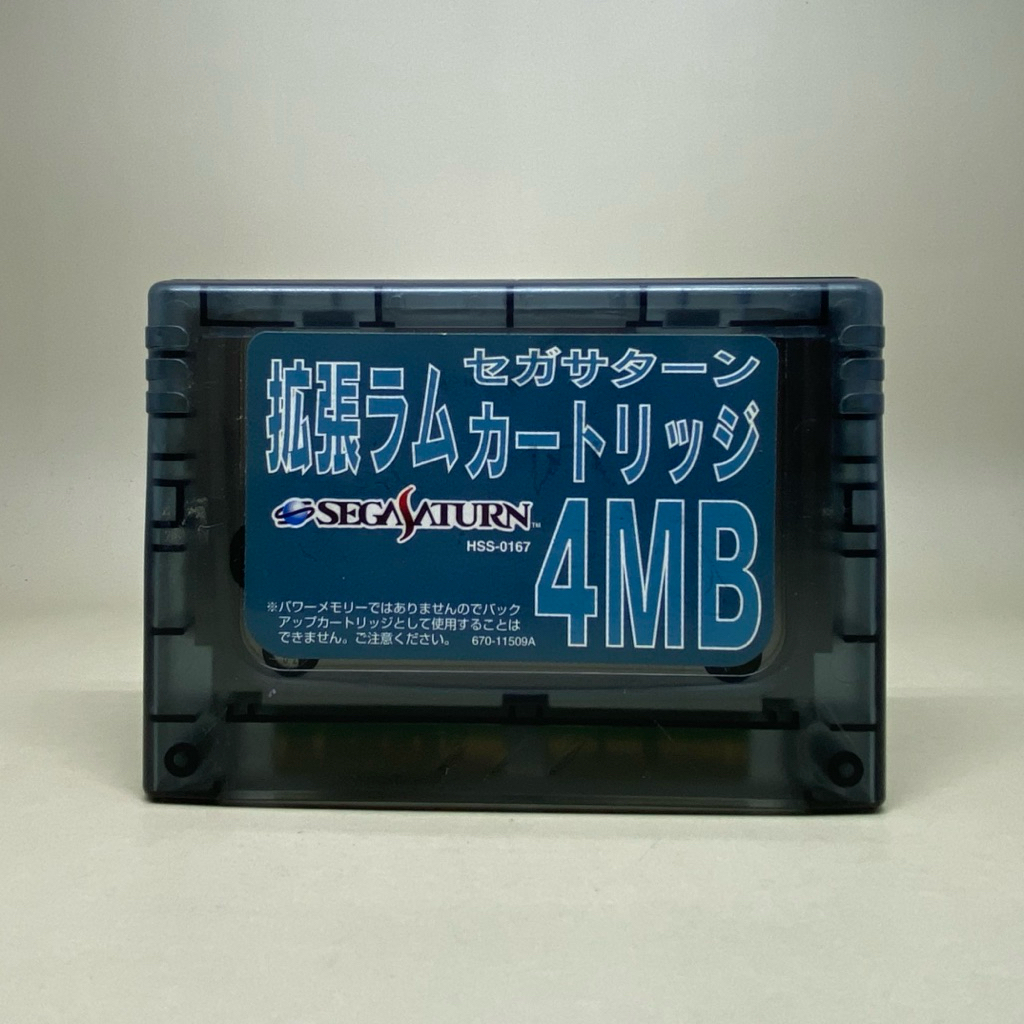 セガサターン
拡張ラムカートリッジ
SEGA SATURN™
HSS-0167
4MB
※パワーメモリーではありませんのでバック
アップカートリッジとして使用することは
できません。ご注意ください。 670-11509A